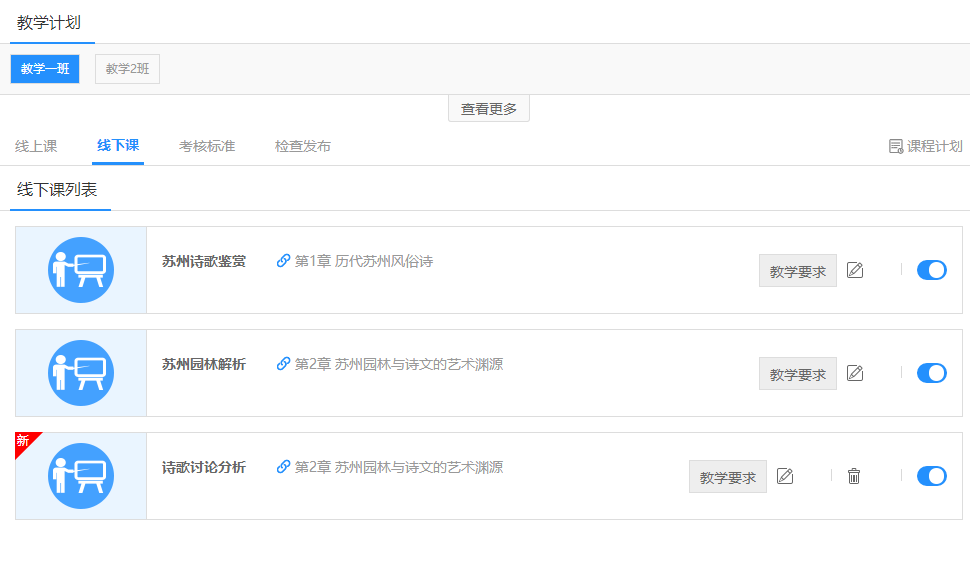 教学计划
教学一班 教学2班
查看更多
线上课 线下课 考核标准 检查发布 课程计划
线下课列表
苏州诗歌鉴赏 第1章 历代苏州风俗诗 教学要求
苏州园林解析 第2章 苏州园林与诗文的艺术渊源 教学要求
新
诗歌讨论分析 第2章 苏州园林与诗文的艺术渊源 教学要求